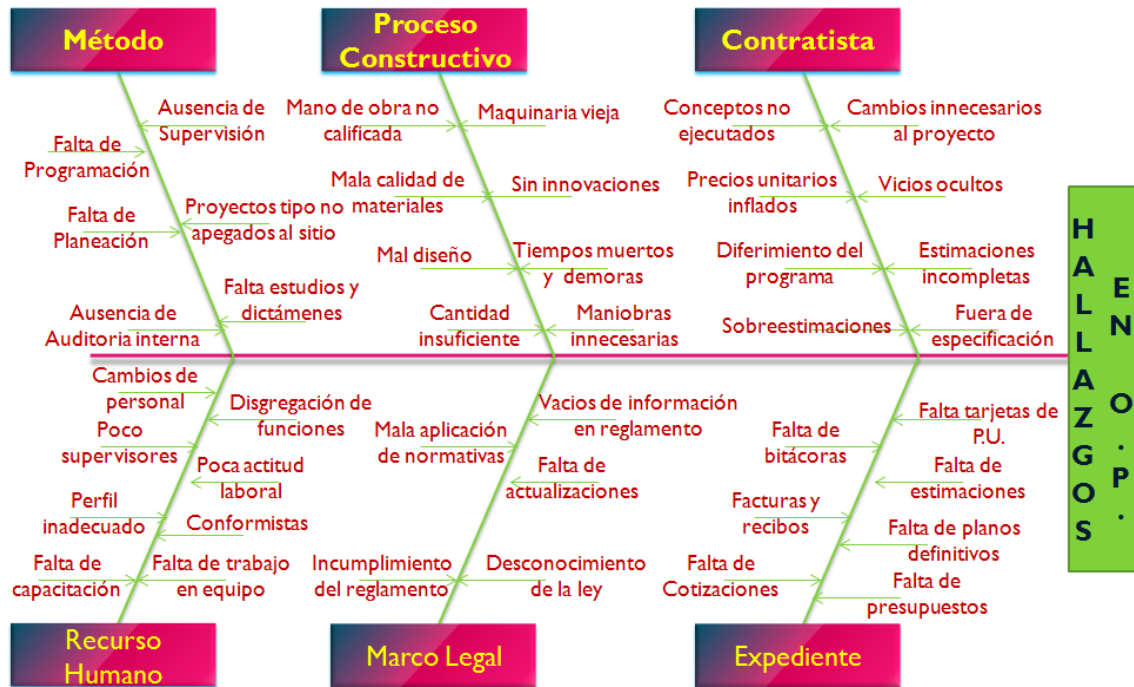 Método
Proceso
Constructivo
Contratista
Ausencia de
Supervisión
Falta de
Programación
Falta de
Planeación
Proyectos tipo no
apegados al sitio
Falta estudios y
dictámenes
Ausencia de
Auditoria interna
Mano de obra no
calificada
Maquinaria vieja
Mala calidad de
materiales
Sin innovaciones
Mal diseño
Tiempos muertos
y demoras
Cantidad
insuficiente
Maniobras
innecesarias
Conceptos no
ejecutados
Cambios innecesarios
al proyecto
Precios unitarios
inflados
Vicios ocultos
Diferimiento del
programa
Estimaciones
incompletas
Sobreestimaciones
Fuera de
especificación
HALLAZGOS
EN O.P.
Cambios de
personal
Disgregación de
funciones
Poco
supervisores
Poca actitud
laboral
Perfil
inadecuado
Conformistas
Falta de
capacitación
Falta de trabajo
en equipo
Vacios de información
en reglamento
Mala aplicación
de normativas
Falta de
actualizaciones
Incumplimiento
del reglamento
Desconocimiento
de la ley
Falta tarjetas de
P.U.
Falta de
bitácoras
Falta de
estimaciones
Facturas y
recibos
Falta de planos
definitivos
Falta de
Cotizaciones
Falta de
presupuestos
Recurso
Humano
Marco Legal
Expediente